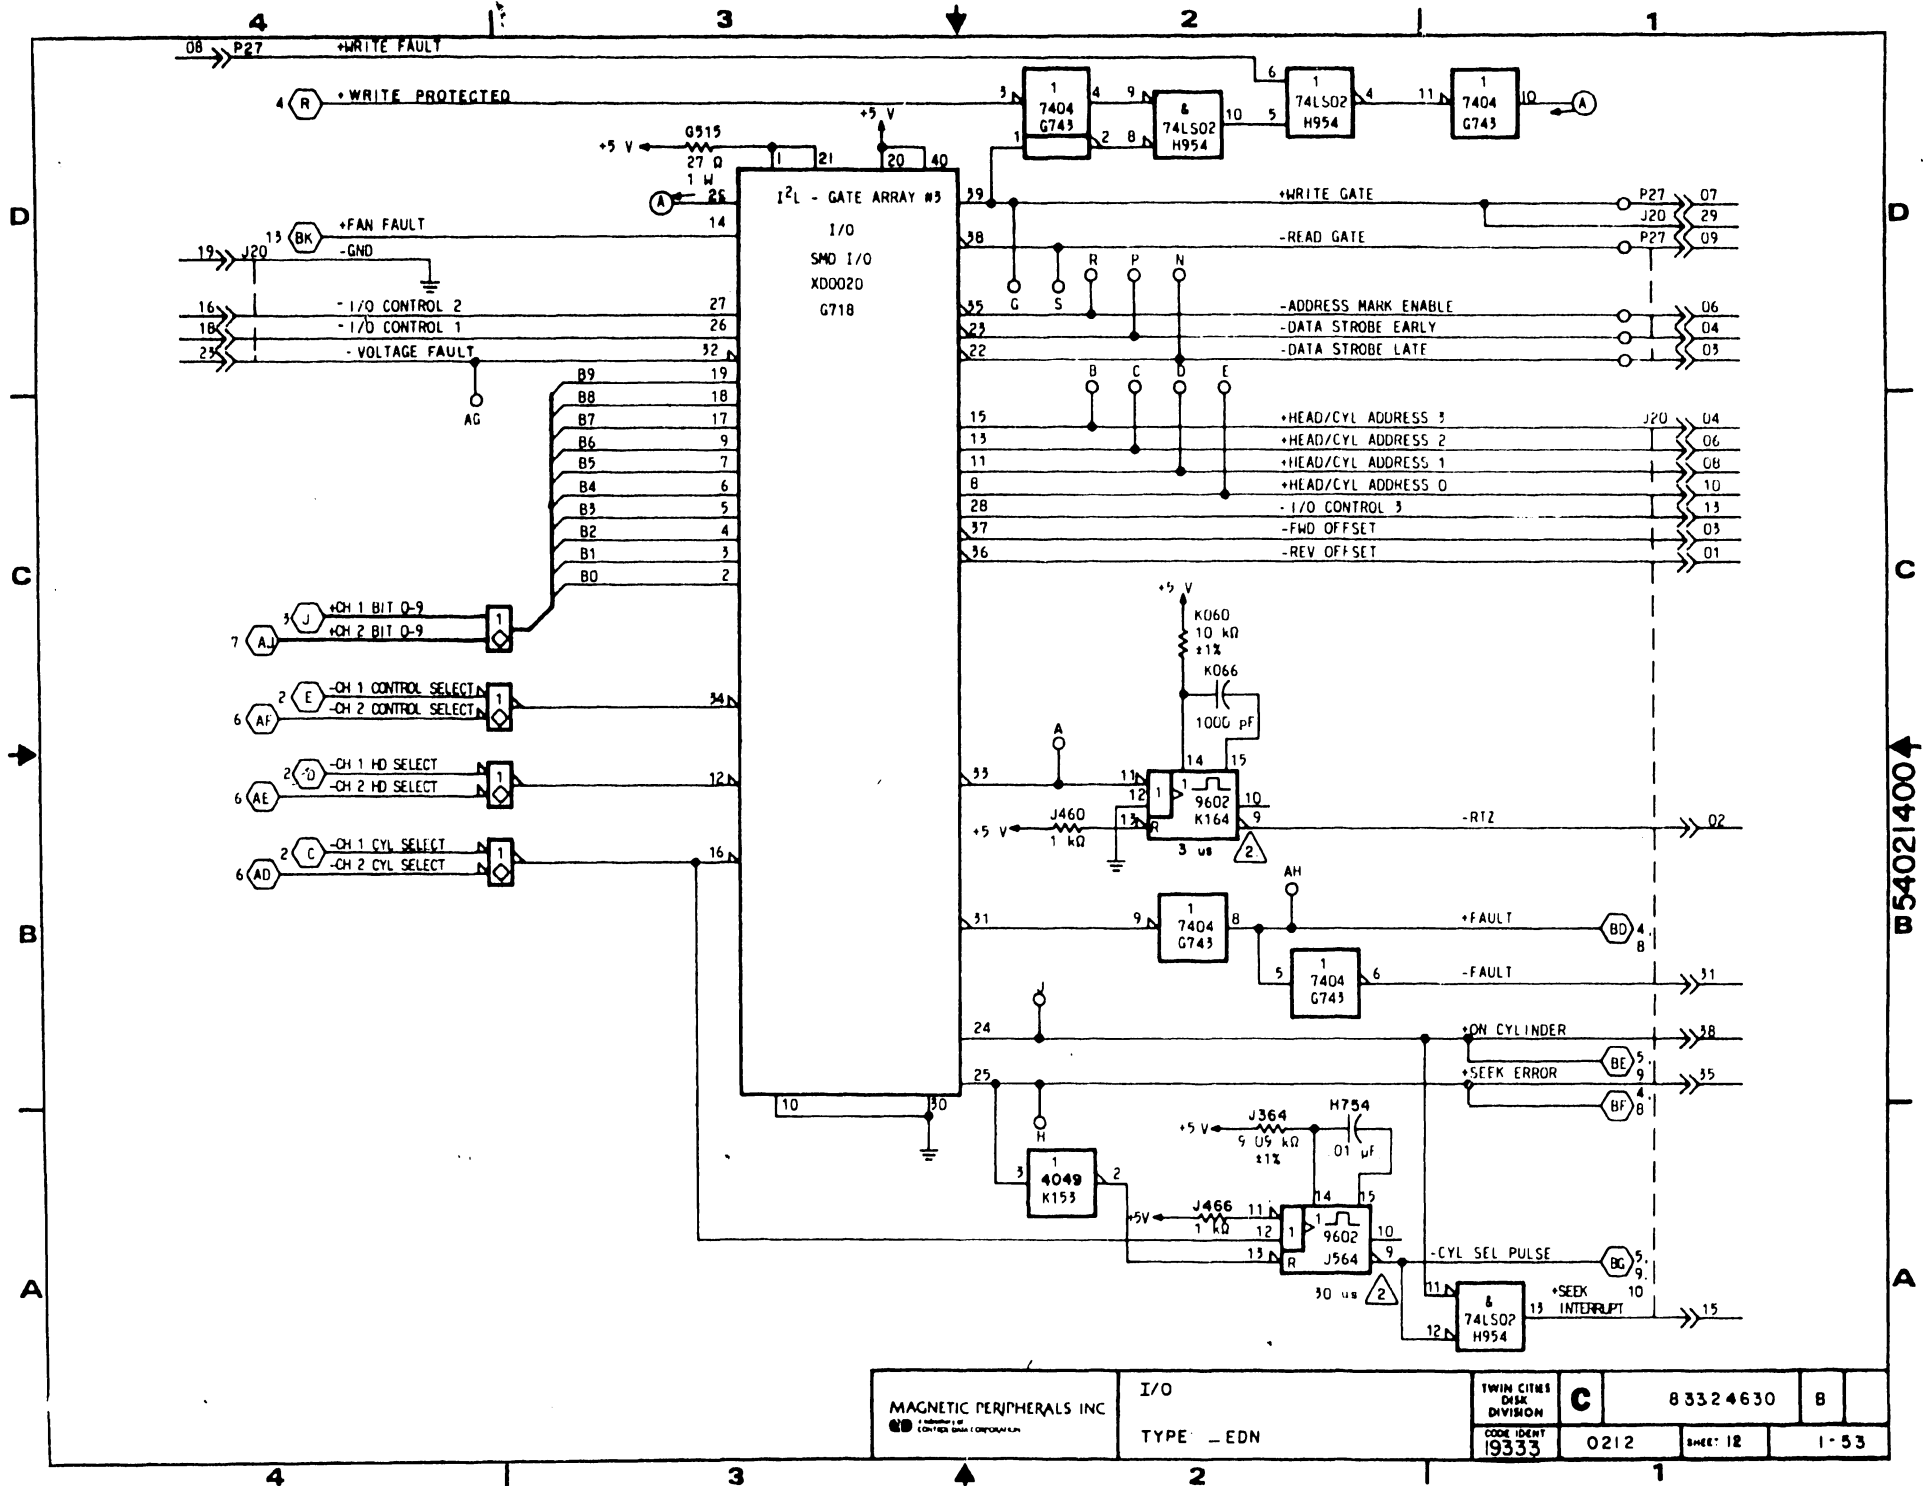 4 3 2 1
08 P27 +WRITE FAULT
4 R +WRITE PROTECTED
3 1 7404 G743 4
1 2
9 8 & 74LS02 H954 10
6 5 1 74LS02 H954 4
11 1 7404 G743 10 A
+5 V G515 27 Ω 1 W
+5 V
1 21 20 40
A 26
I²L - GATE ARRAY #3
I/O
SMD I/O
XD002D
G718
D D
13 BK +FAN FAULT 14
19 J20 -GND
16 -I/O CONTROL 2 27
18 -I/O CONTROL 1 26
23 -VOLTAGE FAULT 32
AG
B9 19
B8 18
B7 17
B6 9
B5 7
B4 6
B3 5
B2 4
B1 3
B0 2
39 +WRITE GATE P27 07
J20 29
38 -READ GATE P27 09
G S R P N
35 -ADDRESS MARK ENABLE 06
23 -DATA STROBE EARLY 04
22 -DATA STROBE LATE 03
B C D E
15 +HEAD/CYL ADDRESS 3 J20 04
13 +HEAD/CYL ADDRESS 2 06
11 +HEAD/CYL ADDRESS 1 08
8 +HEAD/CYL ADDRESS 0 10
28 -I/O CONTROL 3 13
37 -FWD OFFSET 03
36 -REV OFFSET 01
C C
3 J +CH 1 BIT 0-9
7 AJ +CH 2 BIT 0-9
1
2 E -CH 1 CONTROL SELECT
6 AF -CH 2 CONTROL SELECT
1 34
2 D -CH 1 HD SELECT
6 AE -CH 2 HD SELECT
1 12
2 C -CH 1 CYL SELECT
6 AD -CH 2 CYL SELECT
1 16
+5 V
K060
10 kΩ
±1%
K066
1000 pF
14 15
33 A 11
12
13 R
1 1 9602 K164
10
9
+5 V J460 1 kΩ
3 us
2
-RTZ 02
54021400
B B
31 9 1 7404 G743 8
AH
+FAULT BD 4, 8
5 1 7404 G743 6
-FAULT 31
J
24 +ON CYLINDER 38
BE 5, 9
25 +SEEK ERROR 35
BF 4, 8
H
10 30
3 1 4049 K153 2
+5 V J364 9.09 kΩ ±1%
H754 .01 µF
14 15
+5V J466 1 kΩ
11
12
13 R
1 1 9602 J564
10
9
30 us
2
-CYL SEL PULSE BG 5, 9, 10
11 12 & 74LS02 H954 13
+SEEK INTERRUPT 15
A A
MAGNETIC PERIPHERALS INC
a subsidiary of
CONTROL DATA CORPORATION
I/O
TYPE _EDN
TWIN CITIES
DISK
DIVISION
C
83324630
B
CODE IDENT
19333
0212
SHEET 12
1-53
4 3 2 1